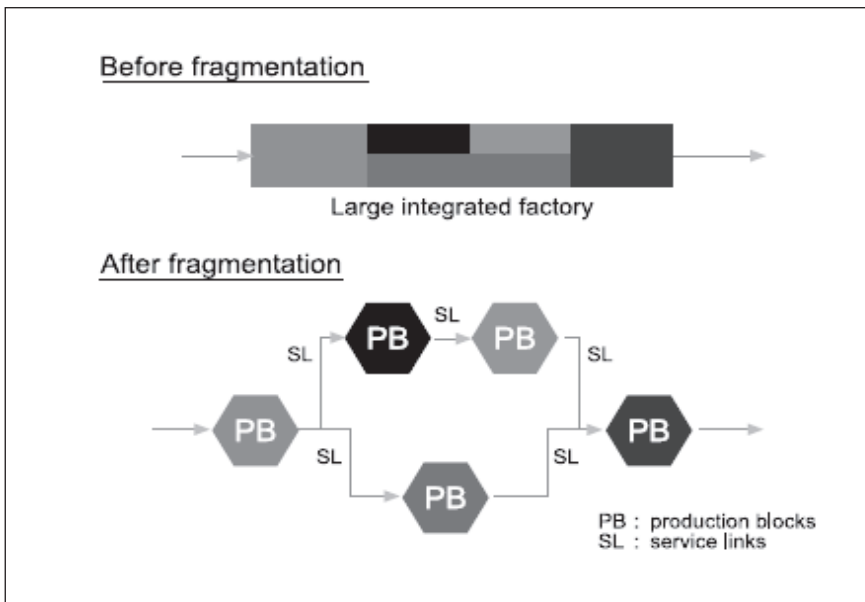 Before fragmentation
Large integrated factory
After fragmentation
SL
PB
PB
SL
SL
PB
PB
SL
SL
PB
PB : production blocks
SL : service links